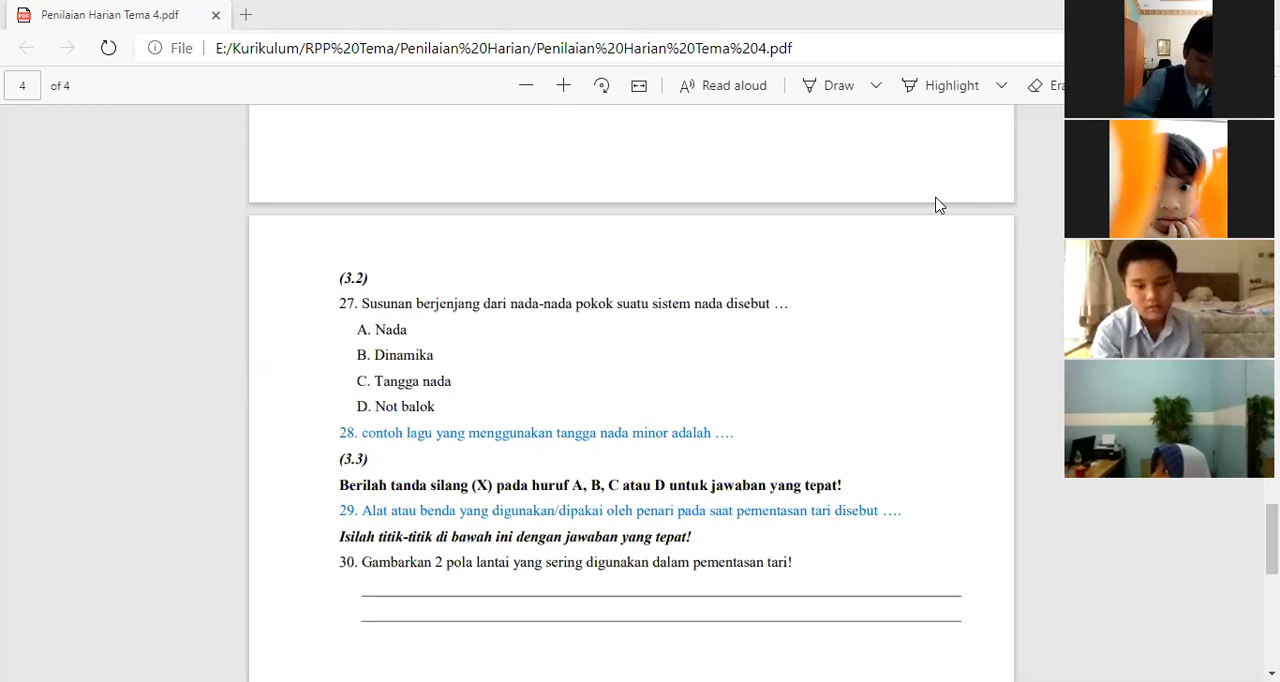 Penilaian Harian Tema 4.pdf
File
E:/Kurikulum/RPP%20Tema/Penilaian%20Harian/Penilaian%20Harian%20Tema%204.pdf
4 of 4
Read aloud
Draw
Highlight
Era
(3.2)
27. Susunan berjenjang dari nada-nada pokok suatu sistem nada disebut …
A. Nada
B. Dinamika
C. Tangga nada
D. Not balok
28. contoh lagu yang menggunakan tangga nada minor adalah ….
(3.3)
Berilah tanda silang (X) pada huruf A, B, C atau D untuk jawaban yang tepat!
29. Alat atau benda yang digunakan/dipakai oleh penari pada saat pementasan tari disebut ….
Isilah titik-titik di bawah ini dengan jawaban yang tepat!
30. Gambarkan 2 pola lantai yang sering digunakan dalam pementasan tari!